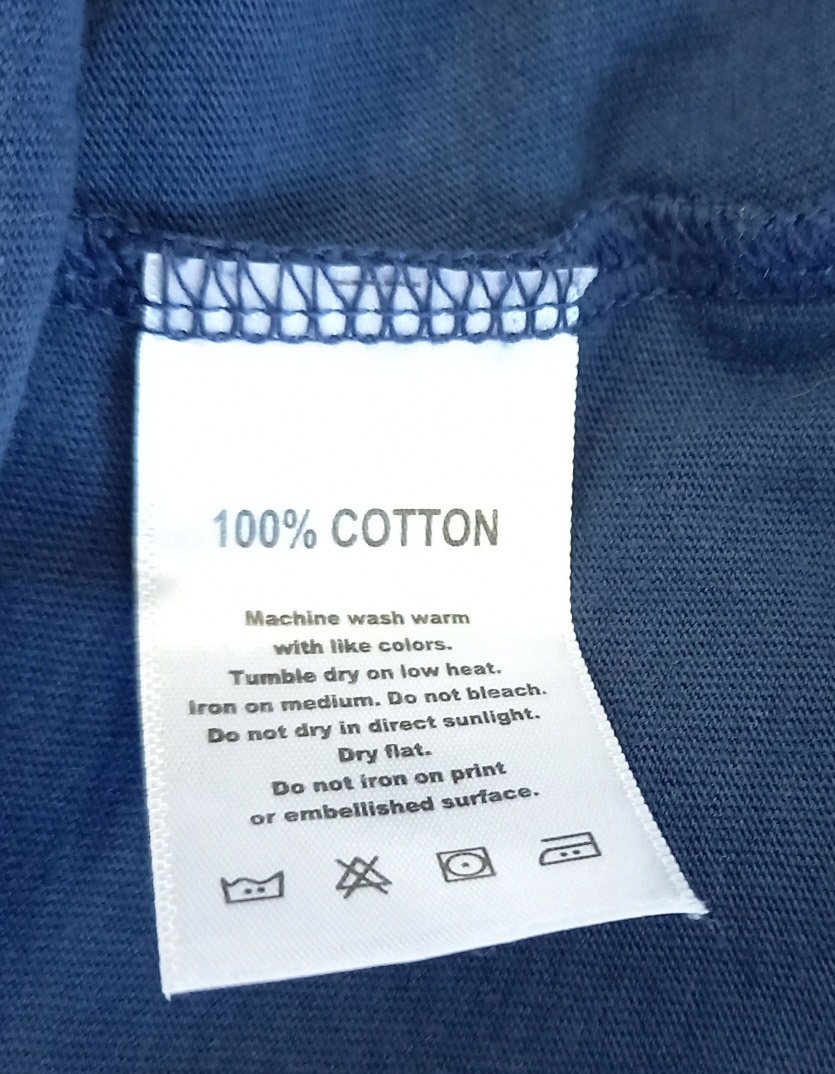 100% COTTON
Machine wash warm
with like colors.
Tumble dry on low heat.
Iron on medium. Do not bleach.
Do not dry in direct sunlight.
Dry flat.
Do not iron on print
or embellished surface.